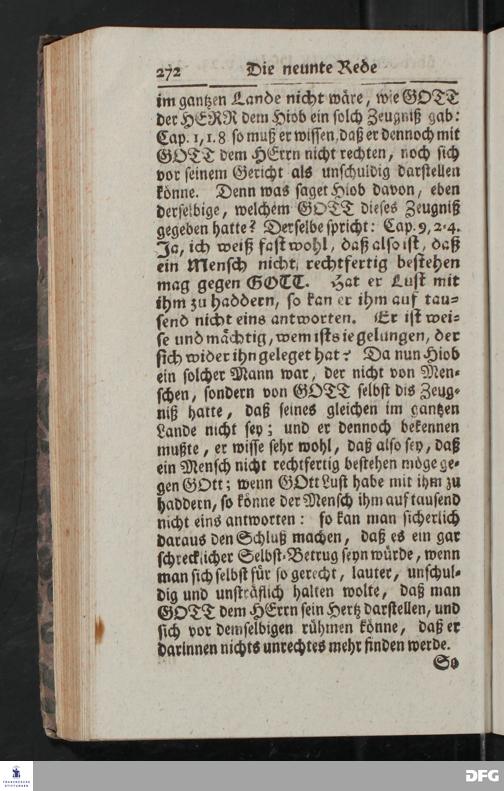 272 Die neunte Rede
im gantzen Lande nicht wäre, wie GOTT
der HERR dem Hiob ein solch Zeugniß gab:
Cap. 1, 1. 8 so muß er wissen, daß er dennoch mit
GOTT dem HErrn nicht rechten, noch sich
vor seinem Gericht als unschuldig darstellen
könne. Denn was saget Hiob davon, eben
derselbige, welchem GOTT dieses Zeugniß
gegeben hatte? Derselbe spricht: Cap. 9, 2-4.
Ja, ich weiß fast wohl, daß also ist, daß
ein Mensch nicht rechtfertig bestehen
mag gegen GOTT. Hat er Lust mit
ihm zu haddern, so kan er ihm auf tau-
send nicht eins antworten. Er ist wei-
se und mächtig, wem ists ie gelungen, der
sich wider ihn geleget hat? Da nun Hiob
ein solcher Mann war, der nicht von Men-
schen, sondern von GOTT selbst dis Zeug-
niß hatte, daß seines gleichen im gantzen
Lande nicht sey; und er dennoch bekennen
mußte, er wisse sehr wohl, daß also sey, daß
ein Mensch nicht rechtfertig bestehen möge ge-
gen GOtt; wenn GOtt Lust habe mit ihm zu
haddern, so könne der Mensch ihm auf tausend
nicht eins antworten: so kan man sicherlich
daraus den Schluß machen, daß es ein gar
schrecklicher Selbst-Betrug seyn würde, wenn
man sich selbst für so gerecht, lauter, unschul-
dig und unsträflich halten wolte, daß man
GOTT dem HErrn sein Hertz darstellen, und
sich vor demselbigen rühmen könne, daß er
darinnen nichts unrechtes mehr finden werde.
So
FRANCKESCHE
STIFTUNGEN
DFG